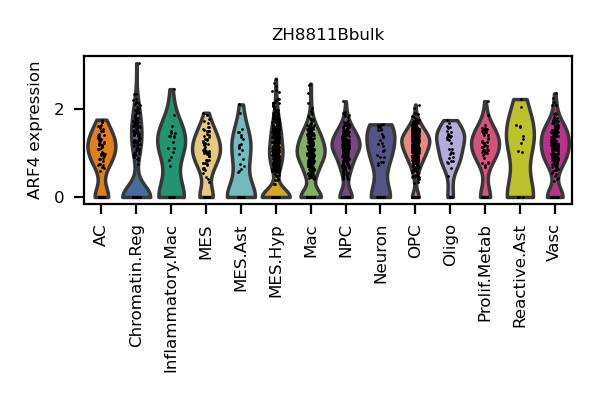 ZH8811Bbulk
ARF4 expression
2
0
AC
Chromatin.Reg
Inflammatory.Mac
MES
MES.Ast
MES.Hyp
Mac
NPC
Neuron
OPC
Oligo
Prolif.Metab
Reactive.Ast
Vasc